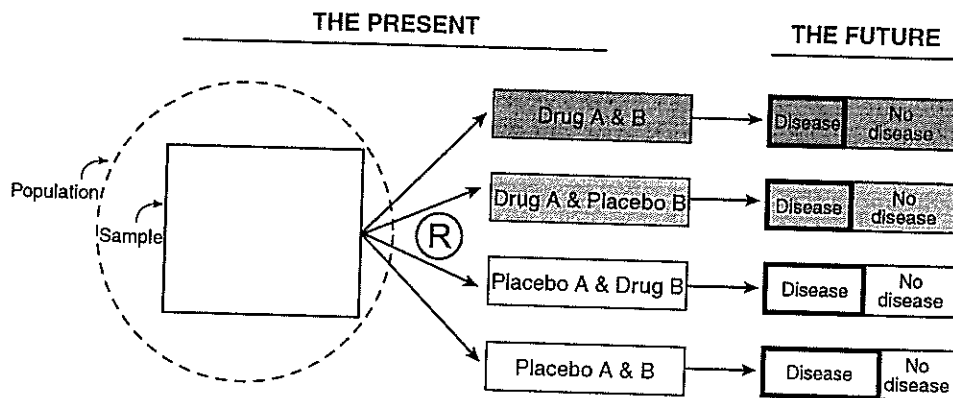 THE PRESENT
THE FUTURE
Population
Sample
R
Drug A & B
Disease
No
disease
Drug A & Placebo B
Disease
No
disease
Placebo A & Drug B
Disease
No
disease
Placebo A & B
Disease
No
disease